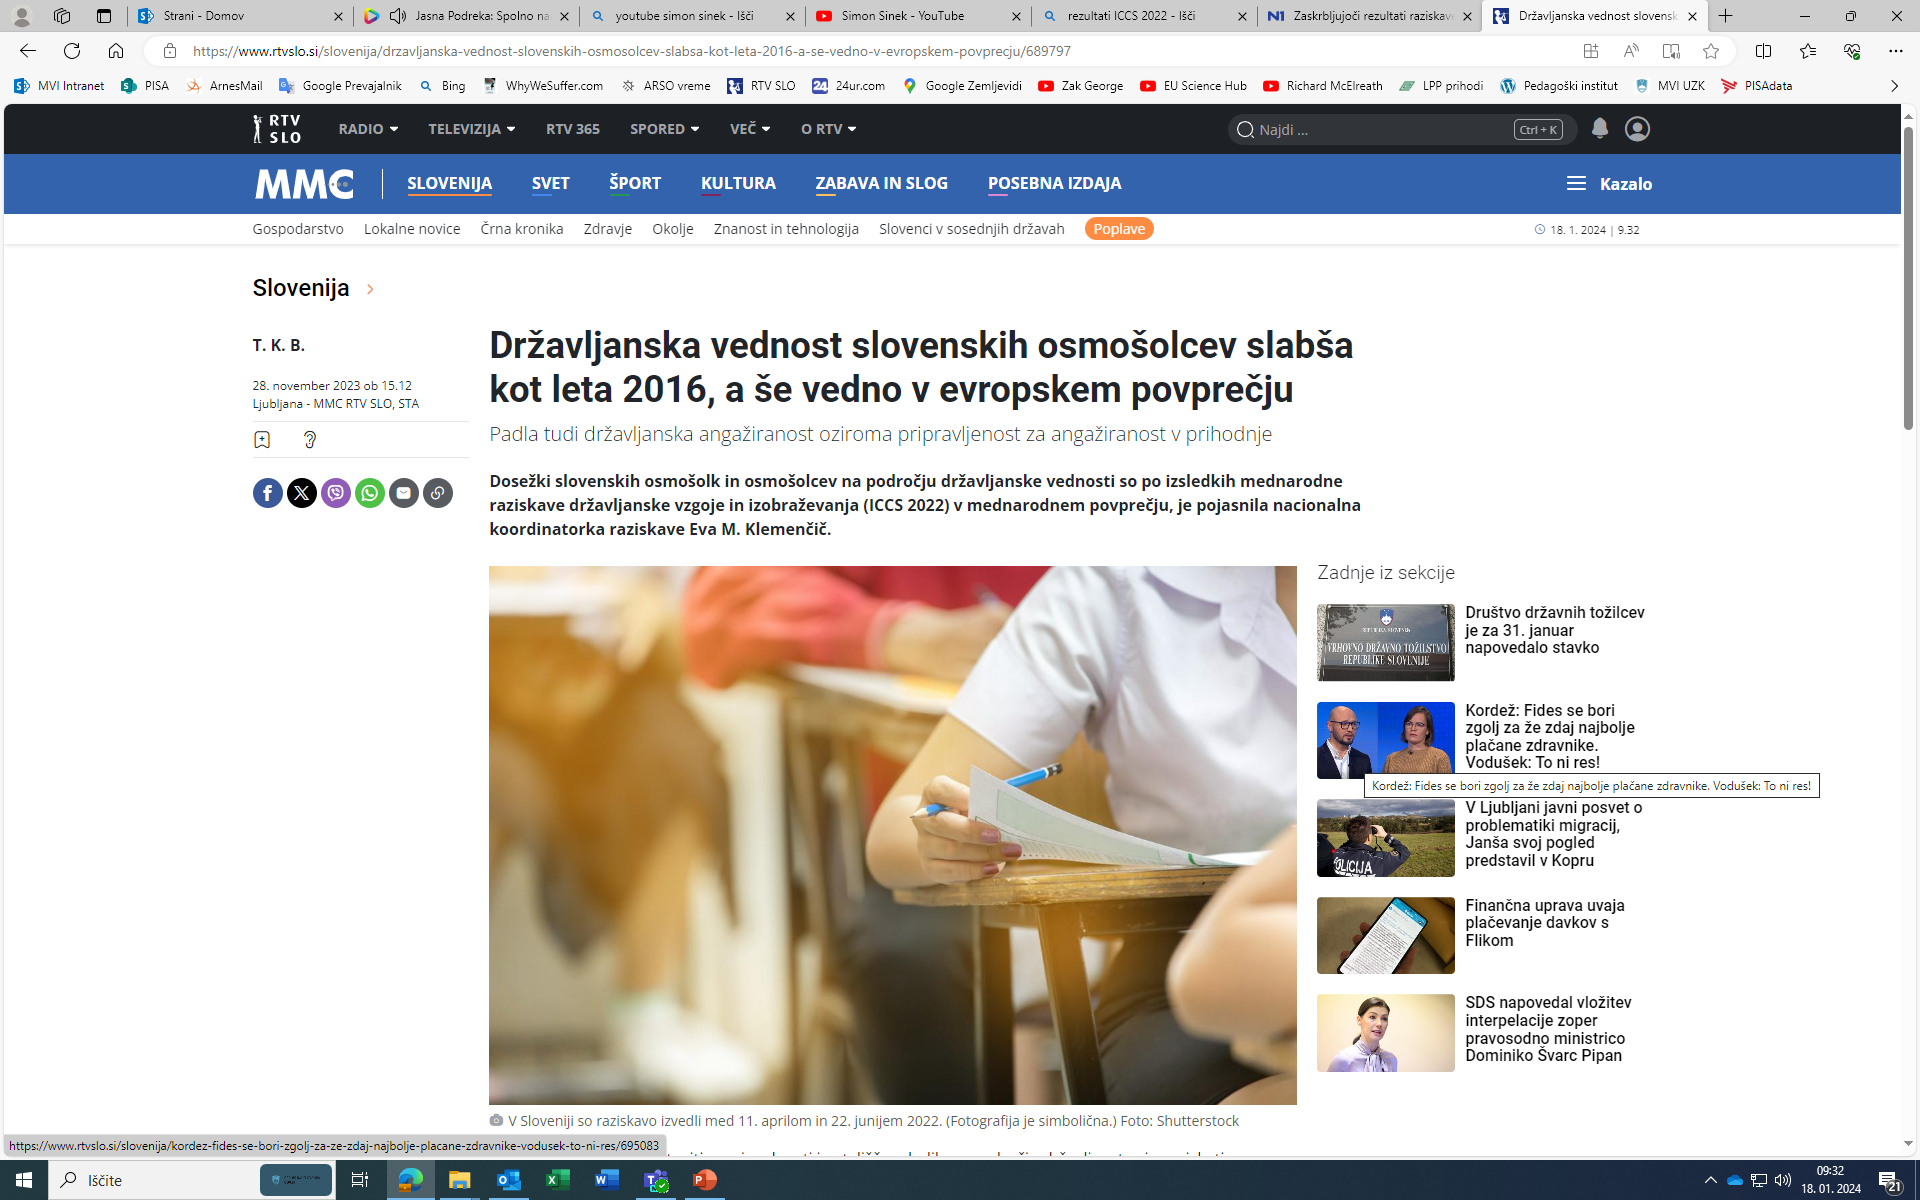 Strani - Domov
Jasna Podreka: Spolno na
youtube simon sinek - Išči
Simon Sinek - YouTube
rezultati ICCS 2022 - Išči
Zaskrbljujoči rezultati raziskav
Državljanska vednost slovensk
https://www.rtvslo.si/slovenija/drzavljanska-vednost-slovenskih-osmosolcev-slabsa-kot-leta-2016-a-se-vedno-v-evropskem-povprecju/689797
MVI Intranet
PISA
ArnesMail
Google Prevajalnik
Bing
WhyWeSuffer.com
ARSO vreme
RTV SLO
24ur.com
Google Zemljevidi
Zak George
EU Science Hub
Richard McElreath
LPP prihodi
Pedagoški institut
MVI UZK
PISAdata
RTV
SLO
RADIO
TELEVIZIJA
RTV 365
SPORED
VEČ
O RTV
Najdi ...
Ctrl + K
MMC
SLOVENIJA
SVET
ŠPORT
KULTURA
ZABAVA IN SLOG
POSEBNA IZDAJA
Kazalo
Gospodarstvo
Lokalne novice
Črna kronika
Zdravje
Okolje
Znanost in tehnologija
Slovenci v sosednjih državah
Poplave
18. 1. 2024 | 9.32
Slovenija
T. K. B.
28. november 2023 ob 15.12
Ljubljana - MMC RTV SLO, STA
Državljanska vednost slovenskih osmošolcev slabša
kot leta 2016, a še vedno v evropskem povprečju
Padla tudi državljanska angažiranost oziroma pripravljenost za angažiranost v prihodnje
Dosežki slovenskih osmošolk in osmošolcev na področju državljanske vednosti so po izsledkih mednarodne
raziskave državljanske vzgoje in izobraževanja (ICCS 2022) v mednarodnem povprečju, je pojasnila nacionalna
koordinatorka raziskave Eva M. Klemenčič.
Zadnje iz sekcije
REPUBLIKA SLOVENIJA
VRHOVNO DRŽAVNO TOŽILSTVO
REPUBLIKE SLOVENIJE
Društvo državnih tožilcev
je za 31. januar
napovedalo stavko
Kordež: Fides se bori
zgolj za že zdaj najbolje
plačane zdravnike.
Vodušek: To ni res!
Kordež: Fides se bori zgolj za že zdaj najbolje plačane zdravnike. Vodušek: To ni res!
POLICIJA
V Ljubljani javni posvet o
problematiki migracij,
Janša svoj pogled
predstavil v Kopru
Finančna uprava uvaja
plačevanje davkov s
Flikom
SDS napovedal vložitev
interpelacije zoper
pravosodno ministrico
Dominiko Švarc Pipan
V Sloveniji so raziskavo izvedli med 11. aprilom in 22. junijem 2022. (Fotografija je simbolična.) Foto: Shutterstock
https://www.rtvslo.si/slovenija/kordez-fides-se-bori-zgolj-za-ze-zdaj-najbolje-placane-zdravnike-vodusek-to-ni-res/695083
Iščite
09:32
18. 01. 2024
21